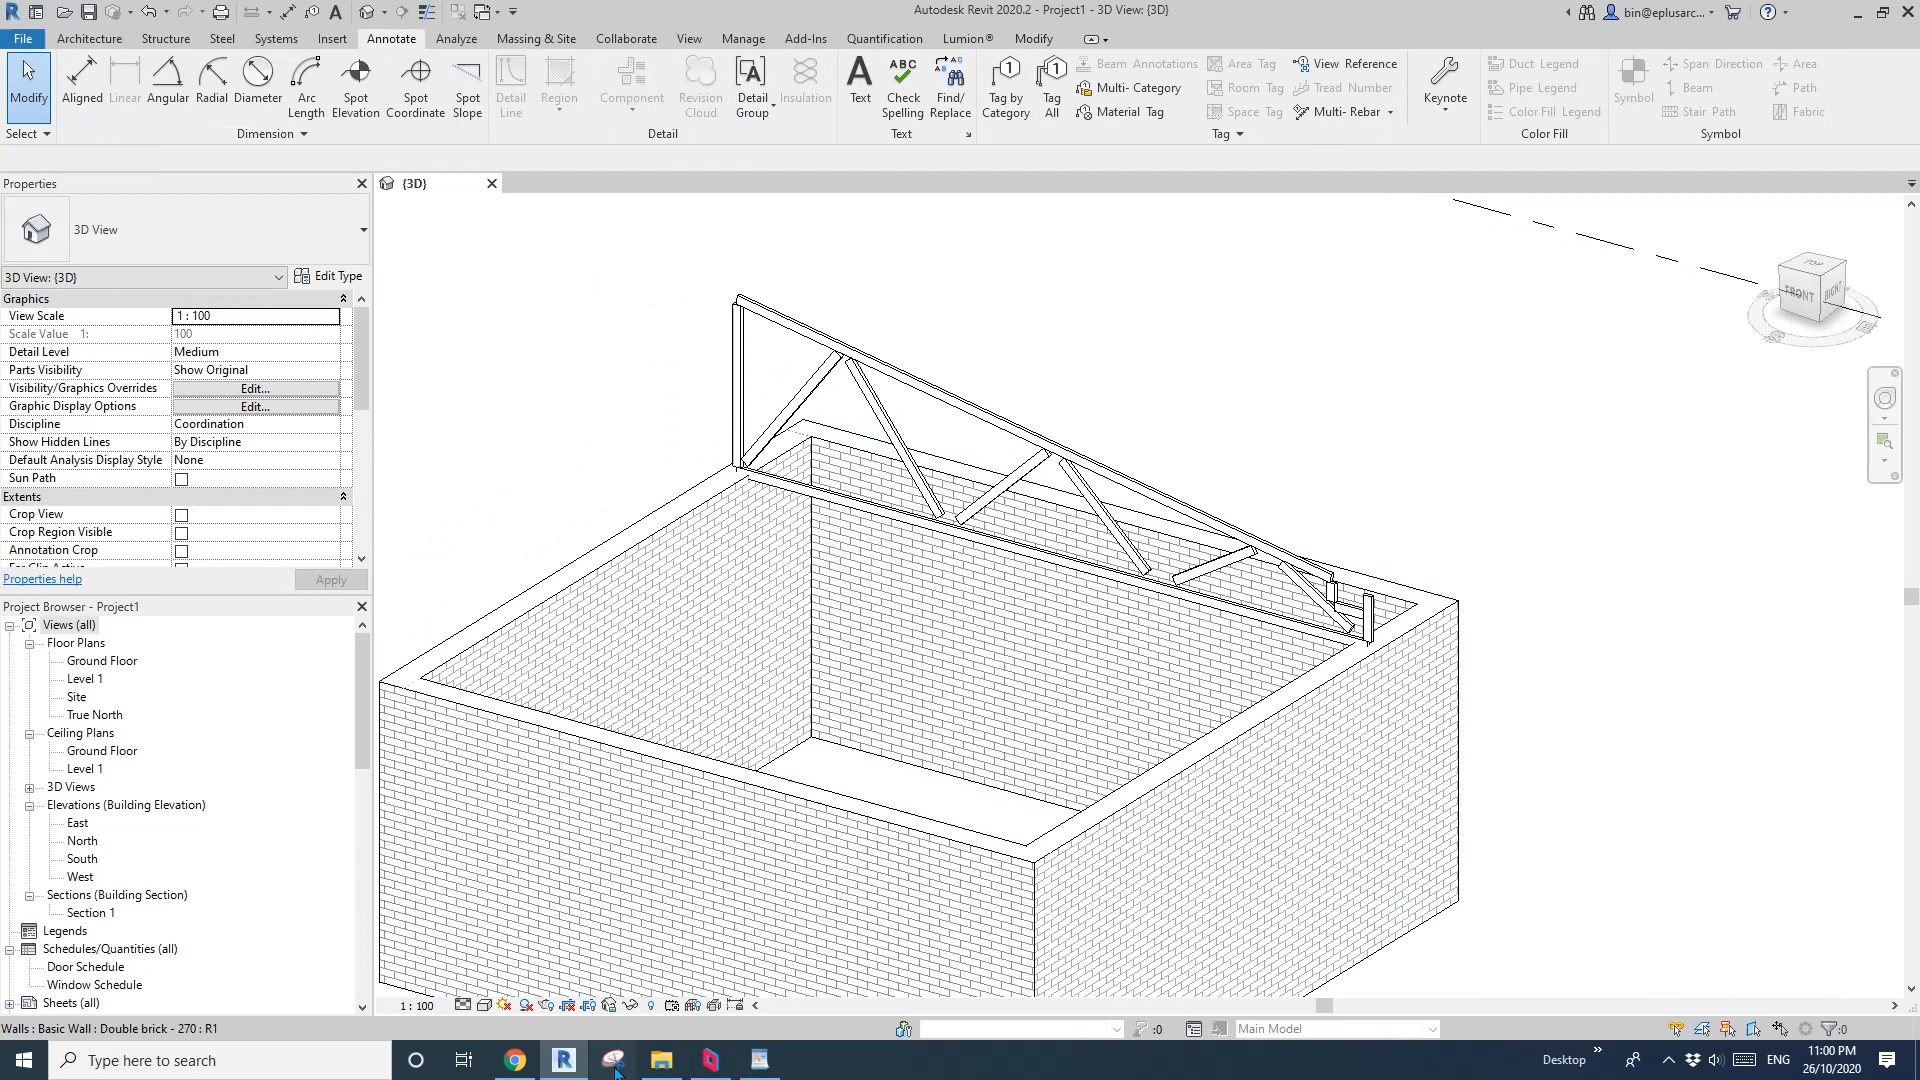 Autodesk Revit 2020.2 - Project1 - 3D View: {3D}
bin@eplusarc...
File Architecture Structure Steel Systems Insert Annotate Analyze Massing & Site Collaborate View Manage Add-Ins Quantification Lumion® Modify
Modify Aligned Linear Angular Radial Diameter Arc Length Spot Elevation Spot Coordinate Spot Slope Detail Line Region Component Revision Cloud Detail Group Insulation Text Check Spelling Find/ Replace Tag by Category Tag All Beam Annotations Area Tag View Reference Keynote Duct Legend Symbol Span Direction Area
Multi- Category Room Tag Tread Number Pipe Legend Beam Path
Material Tag Space Tag Multi- Rebar Color Fill Legend Stair Path Fabric
Select Dimension Detail Text Tag Color Fill Symbol
Properties
{3D}
3D View
3D View: {3D} Edit Type
Graphics
View Scale 1 : 100
Scale Value 1: 100
Detail Level Medium
Parts Visibility Show Original
Visibility/Graphics Overrides Edit...
Graphic Display Options Edit...
Discipline Coordination
Show Hidden Lines By Discipline
Default Analysis Display Style None
Sun Path
Extents
Crop View
Crop Region Visible
Annotation Crop
Properties help Apply
Project Browser - Project1
Views (all)
Floor Plans
Ground Floor
Level 1
Site
True North
Ceiling Plans
Ground Floor
Level 1
3D Views
Elevations (Building Elevation)
East
North
South
West
Sections (Building Section)
Section 1
Legends
Schedules/Quantities (all)
Door Schedule
Window Schedule
Sheets (all)
TOP
FRONT
RIGHT
1 : 100
Walls : Basic Wall : Double brick - 270 : R1
:0
Main Model
:0
Type here to search
Desktop
ENG
11:00 PM
26/10/2020